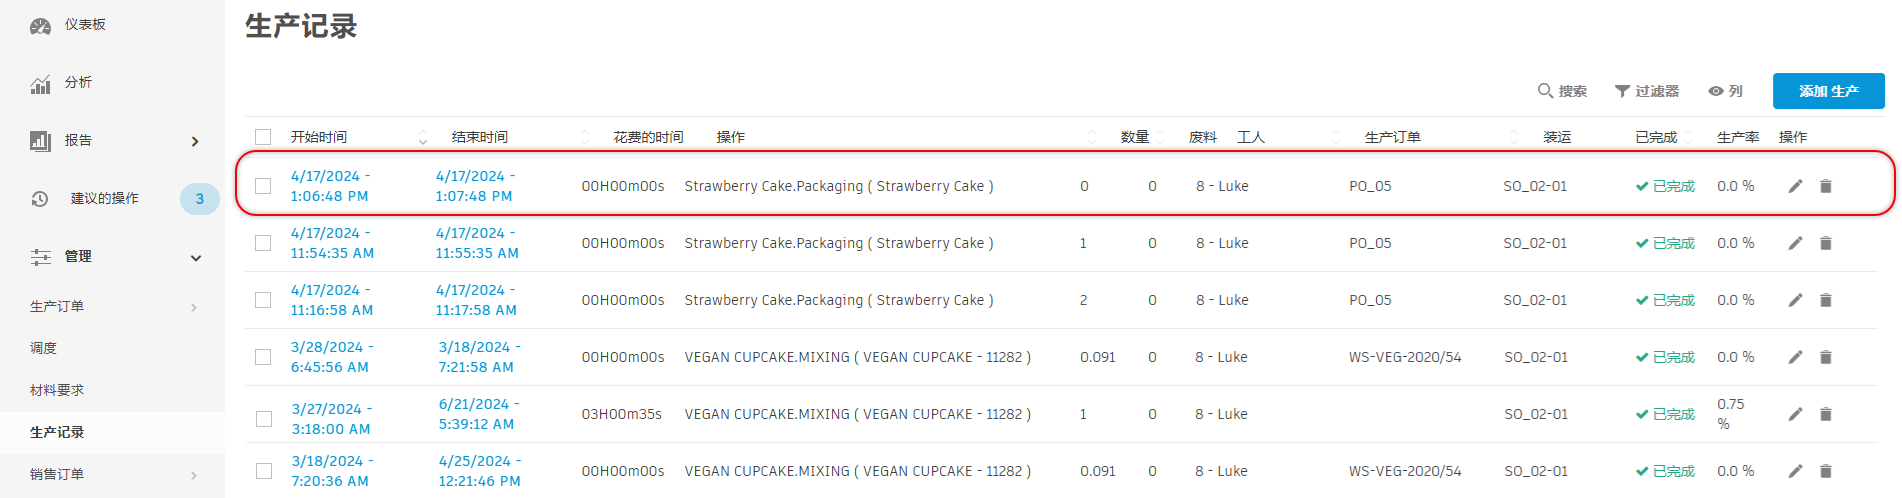 仪表板
分析
报告
建议的操作 3
管理
生产订单
调度
材料要求
生产记录
销售订单
生产记录
搜索 过滤器 列 添加 生产
开始时间 结束时间 花费的时间 操作 数量 废料 工人 生产订单 装运 已完成 生产率 操作
4/17/2024 - 4/17/2024 -
1:06:48 PM 1:07:48 PM 00H00m00s Strawberry Cake.Packaging ( Strawberry Cake ) 0 0 8 - Luke PO_05 SO_02-01 已完成 0.0 %
4/17/2024 - 4/17/2024 -
11:54:35 AM 11:55:35 AM 00H00m00s Strawberry Cake.Packaging ( Strawberry Cake ) 1 0 8 - Luke PO_05 SO_02-01 已完成 0.0 %
4/17/2024 - 4/17/2024 -
11:16:58 AM 11:17:58 AM 00H00m00s Strawberry Cake.Packaging ( Strawberry Cake ) 2 0 8 - Luke PO_05 SO_02-01 已完成 0.0 %
3/28/2024 - 3/18/2024 -
6:45:56 AM 7:21:58 AM 00H00m00s VEGAN CUPCAKE.MIXING ( VEGAN CUPCAKE - 11282 ) 0.091 0 8 - Luke WS-VEG-2020/54 SO_02-01 已完成 0.0 %
3/27/2024 - 6/21/2024 -
3:18:00 AM 5:39:12 AM 03H00m35s VEGAN CUPCAKE.MIXING ( VEGAN CUPCAKE - 11282 ) 1 0 8 - Luke SO_02-01 已完成 0.75 %
3/18/2024 - 4/25/2024 -
7:20:36 AM 12:21:46 PM 00H00m00s VEGAN CUPCAKE.MIXING ( VEGAN CUPCAKE - 11282 ) 0.091 0 8 - Luke WS-VEG-2020/54 SO_02-01 已完成 0.0 %